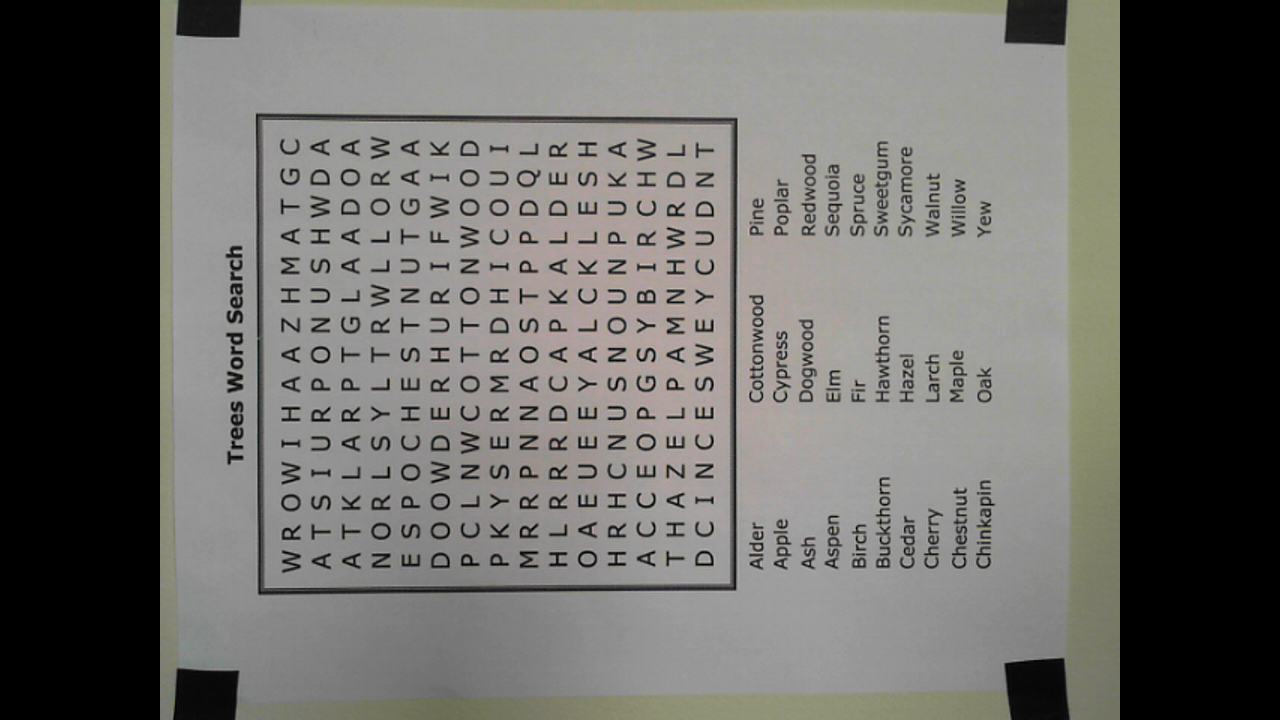 Trees Word Search
W R O W I H A A Z H M A T G C
A T S I U R P O N U S H W D A
A T K L A R P T G L A A D O A
N O R L S Y L T R W L L O R W
E S P O C H E S T N U T G A A
D O O W D E R H U R I F W I K
P C L N W C O T T O N W O O D
P K Y S E R M R D H I C O U I
M R R P N N A O S T P P D Q L
H L R R R D C A P K A L D E R
O A E U E E Y A L C K L E S H
H R H C N U S N O U N P U K A
A C C E O P G S Y B I R C H W
T H A Z E L P A M N H W R D L
D C I N C E S W E Y C U D N T
Alder Cottonwood Pine
Apple Cypress Poplar
Ash Dogwood Redwood
Aspen Elm Sequoia
Birch Fir Spruce
Buckthorn Hawthorn Sweetgum
Cedar Hazel Sycamore
Cherry Larch Walnut
Chestnut Maple Willow
Chinkapin Oak Yew